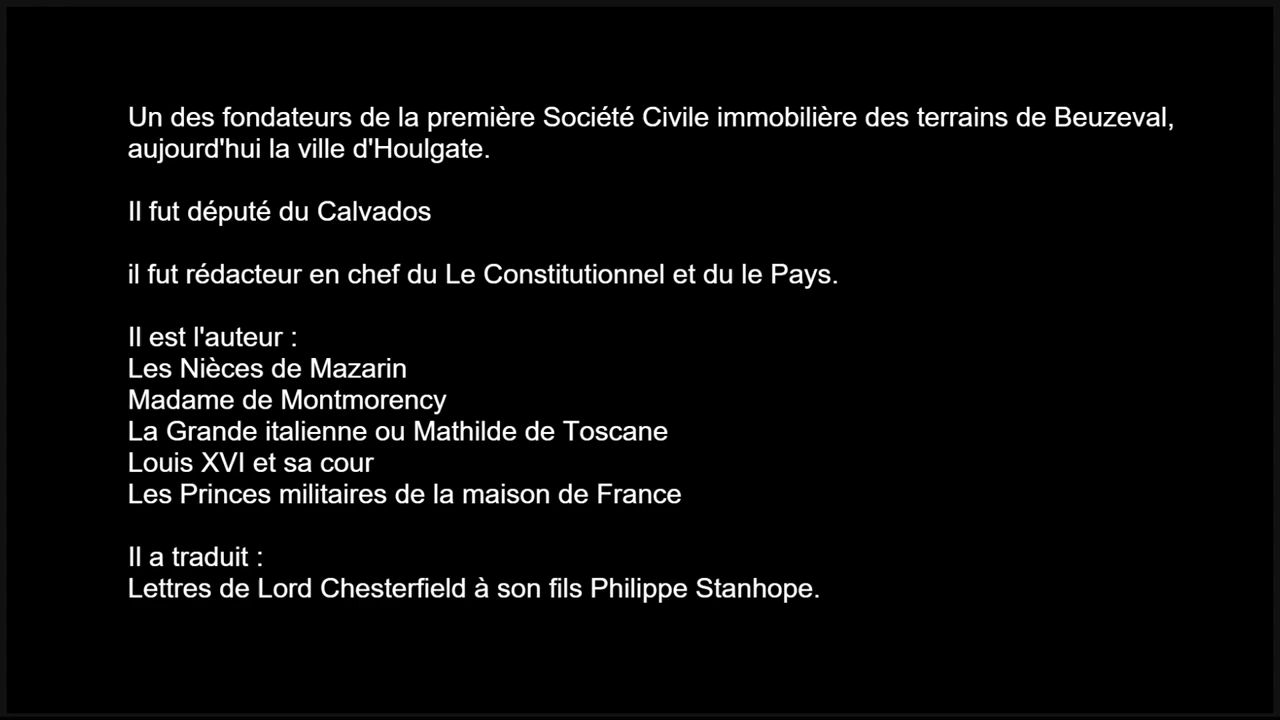 Un des fondateurs de la première Société Civile immobilière des terrains de Beuzeval,
aujourd'hui la ville d'Houlgate.
Il fut député du Calvados
il fut rédacteur en chef du Le Constitutionnel et du le Pays.
Il est l'auteur :
Les Nièces de Mazarin
Madame de Montmorency
La Grande italienne ou Mathilde de Toscane
Louis XVI et sa cour
Les Princes militaires de la maison de France
Il a traduit :
Lettres de Lord Chesterfield à son fils Philippe Stanhope.